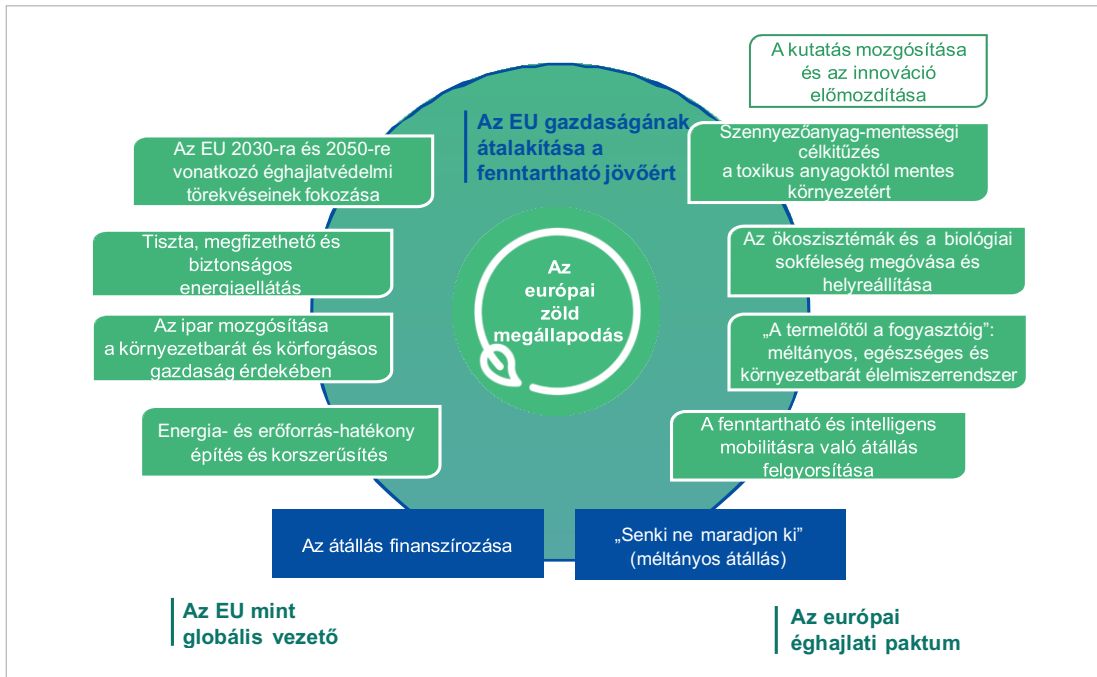 A kutatás mozgósítása
és az innováció
előmozdítása
Az EU gazdaságának
átalakítása a
fenntartható jövőért
Az EU 2030-ra és 2050-re
vonatkozó éghajlatvédelmi
törekvéseinek fokozása
Szennyezőanyag-mentességi
célkitűzés
a toxikus anyagoktól mentes
környezetért
Tiszta, megfizethető és
biztonságos
energiaellátás
Az ökoszisztémák és a biológiai
sokféleség megóvása és
helyreállítása
Az
európai
zöld
megállapodás
Az ipar mozgósítása
a környezetbarát és körforgásos
gazdaság érdekében
„A termelőtől a fogyasztóig”:
méltányos, egészséges és
környezetbarát élelmiszerrendszer
Energia- és erőforrás-hatékony
építés és korszerűsítés
A fenntartható és intelligens
mobilitásra való átállás
felgyorsítása
Az átállás finanszírozása
„Senki ne maradjon ki”
(méltányos átállás)
Az EU mint
globális vezető
Az európai
éghajlati paktum